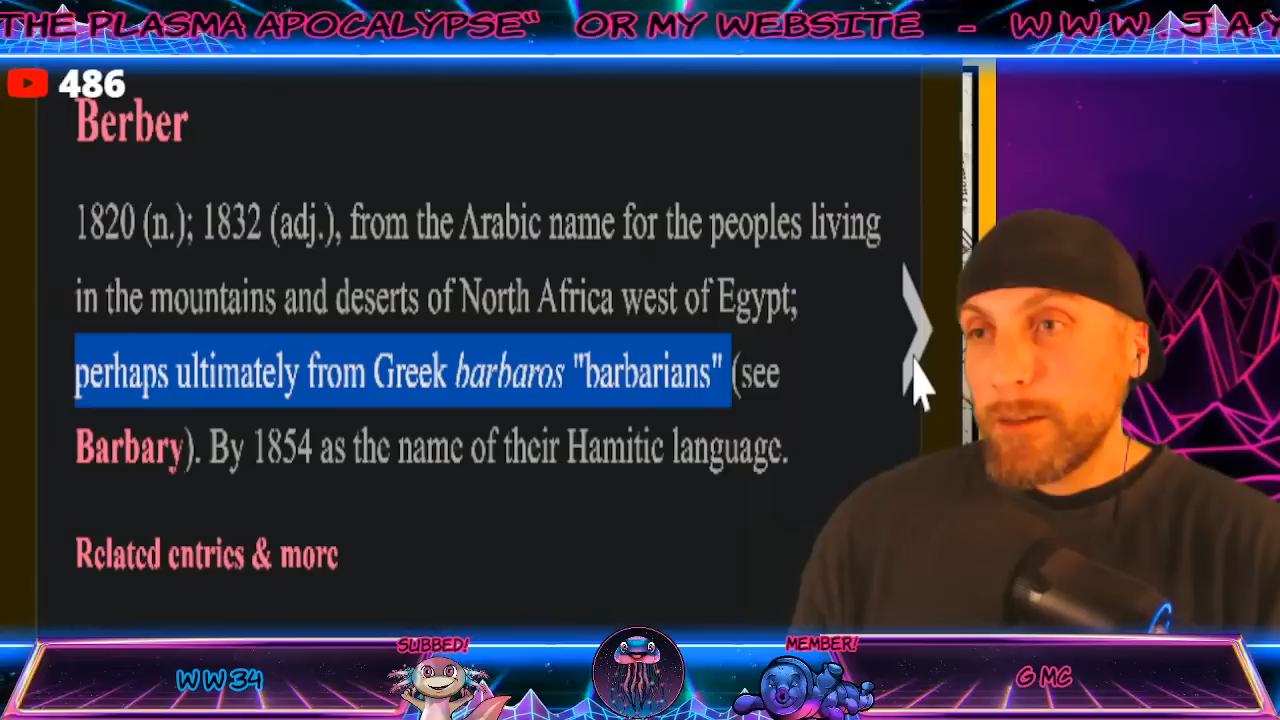 THE PLASMA APOCALYPSE“ OR MY WEBSITE - WWW.JAY
486
Berber
1820 (n.); 1832 (adj.), from the Arabic name for the peoples living
in the mountains and deserts of North Africa west of Egypt;
perhaps ultimately from Greek barbaros "barbarians" (see
Barbary). By 1854 as the name of their Hamitic language.
Related entries & more
SUBBED!
WW34
MEMBER!
G MC